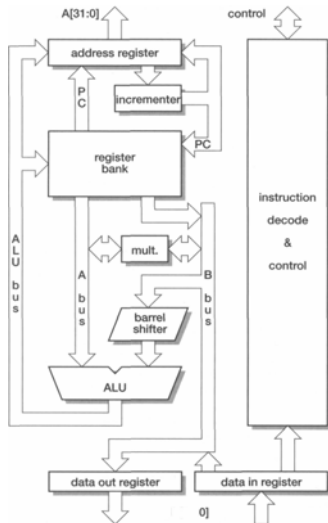 A[31:0]
control
address register
P
C
incrementer
PC
register
bank
instruction
decode
&
control
A
L
U
b
u
s
A
b
u
s
mult.
B
b
u
s
barrel
shifter
ALU
data out register
data in register
0]